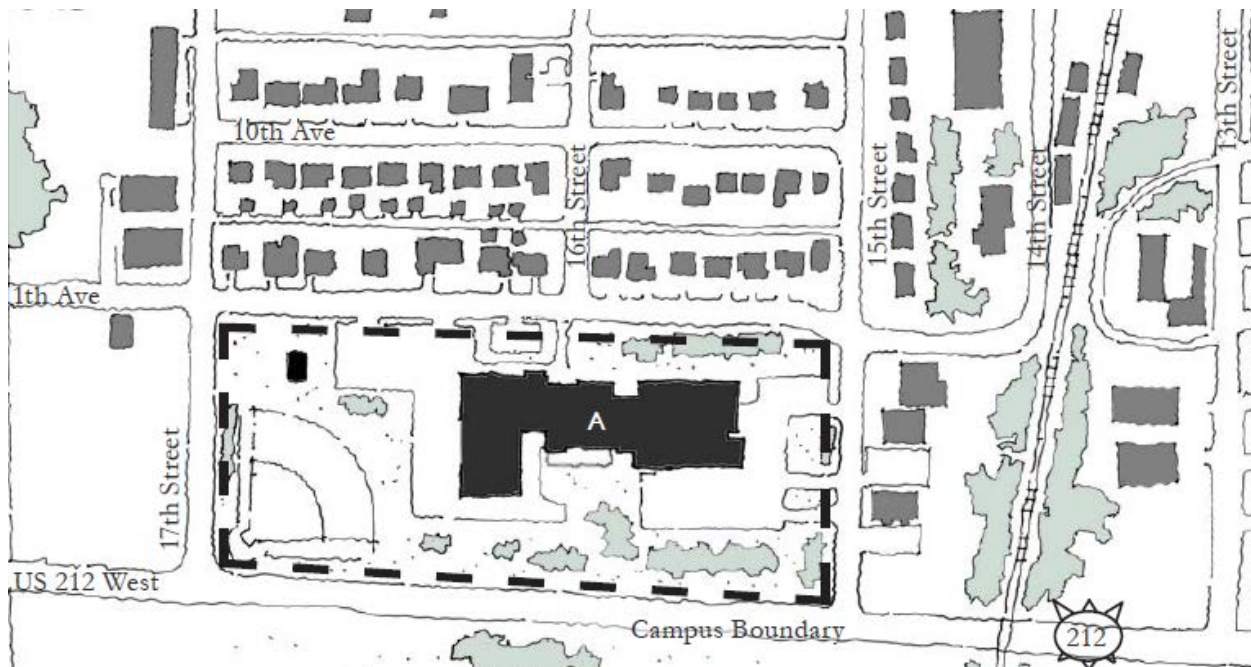 10th Ave
13th Street
16th Street
15th Street
14th Street
1th Ave
A
17th Street
US 212 West
Campus Boundary
212